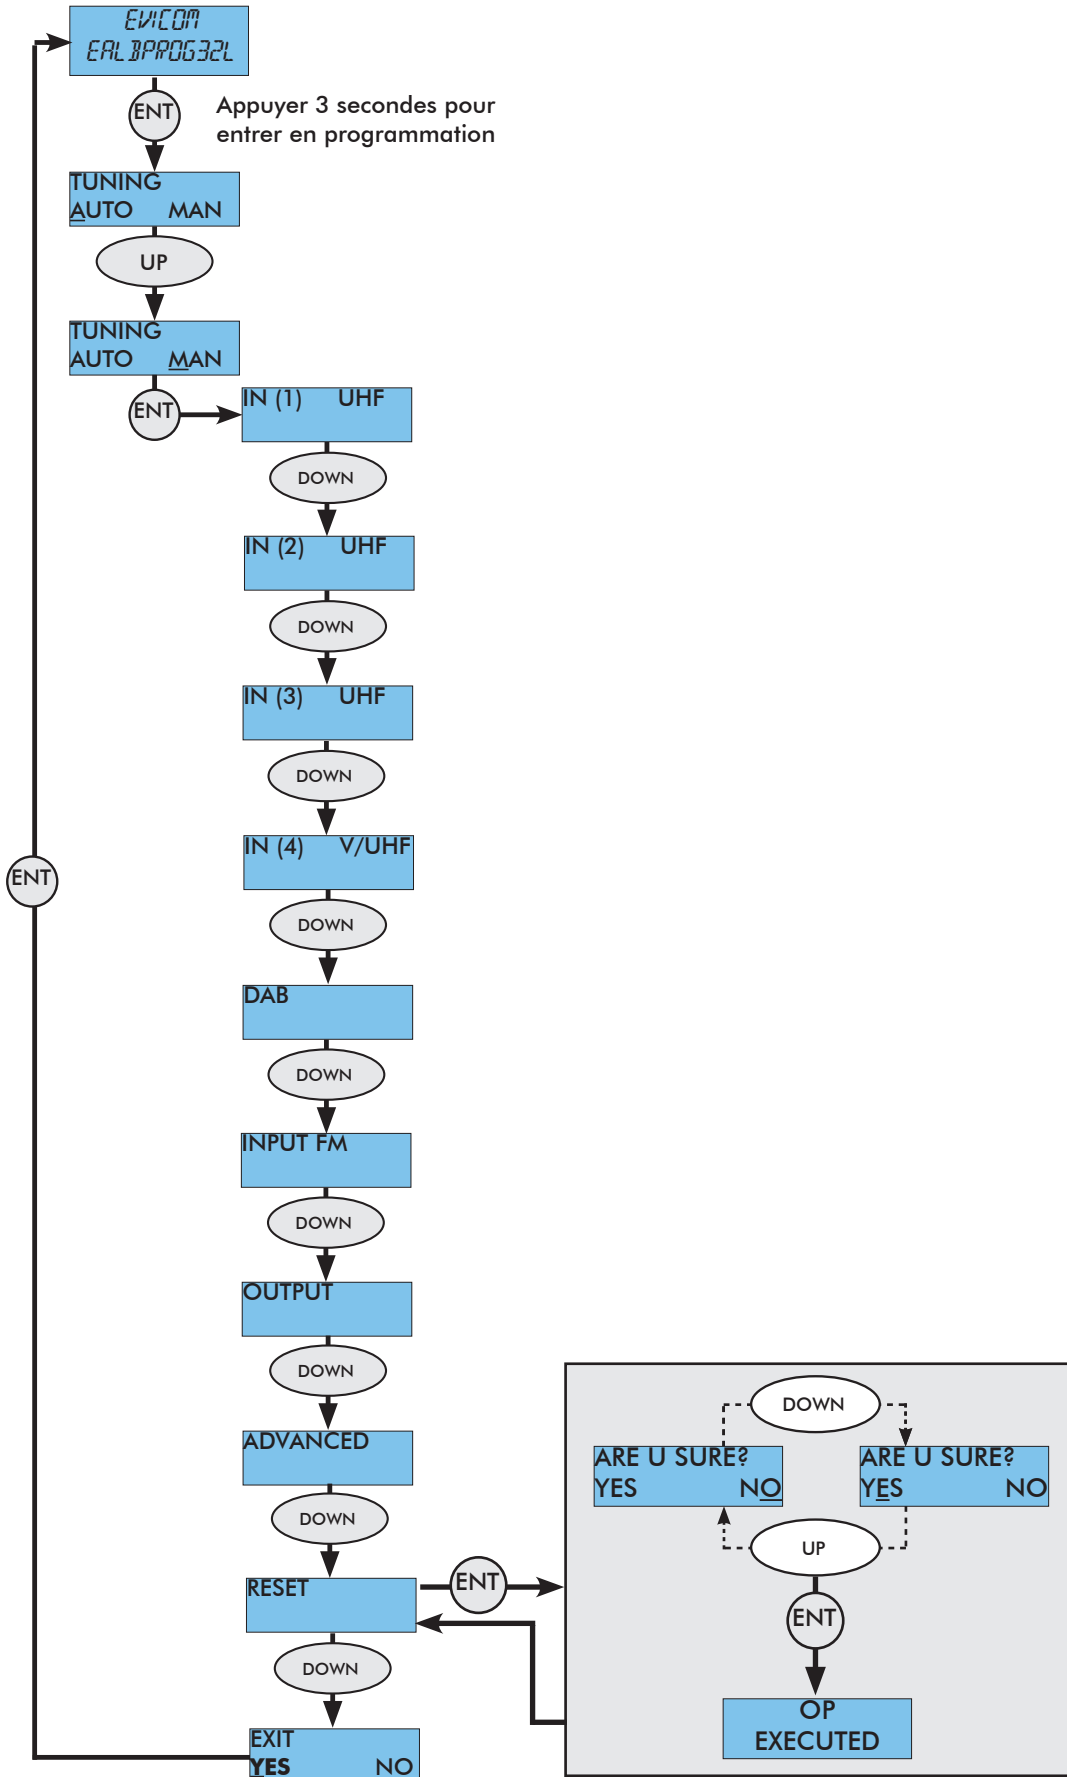 EVICOM
EALBPROG32L
ENT
Appuyer 3 secondes pour
entrer en programmation
TUNING
AUTO MAN
UP
TUNING
AUTO MAN
ENT
IN (1) UHF
DOWN
IN (2) UHF
DOWN
IN (3) UHF
DOWN
IN (4) V/UHF
ENT
DOWN
DAB
DOWN
INPUT FM
DOWN
OUTPUT
DOWN
ADVANCED
DOWN
RESET
ENT
DOWN
EXIT
YES NO
DOWN
ARE U SURE?
YES NO
ARE U SURE?
YES NO
UP
ENT
OP
EXECUTED